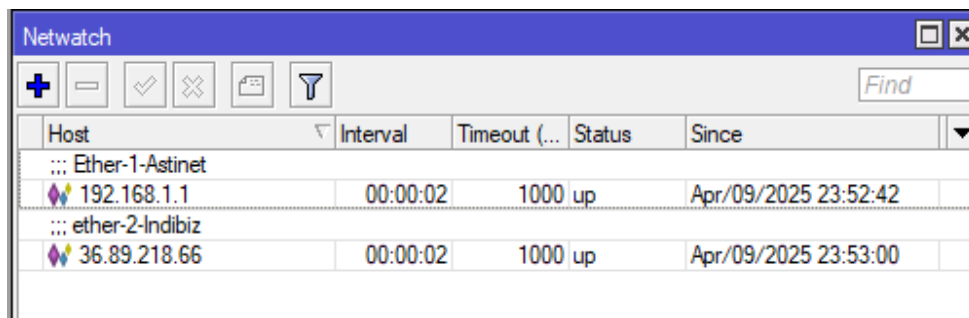 Netwatch
Find
Host Interval Timeout (... Status Since
;;; Ether-1-Astinet
192.168.1.1 00:00:02 1000 up Apr/09/2025 23:52:42
;;; ether-2-Indibiz
36.89.218.66 00:00:02 1000 up Apr/09/2025 23:53:00